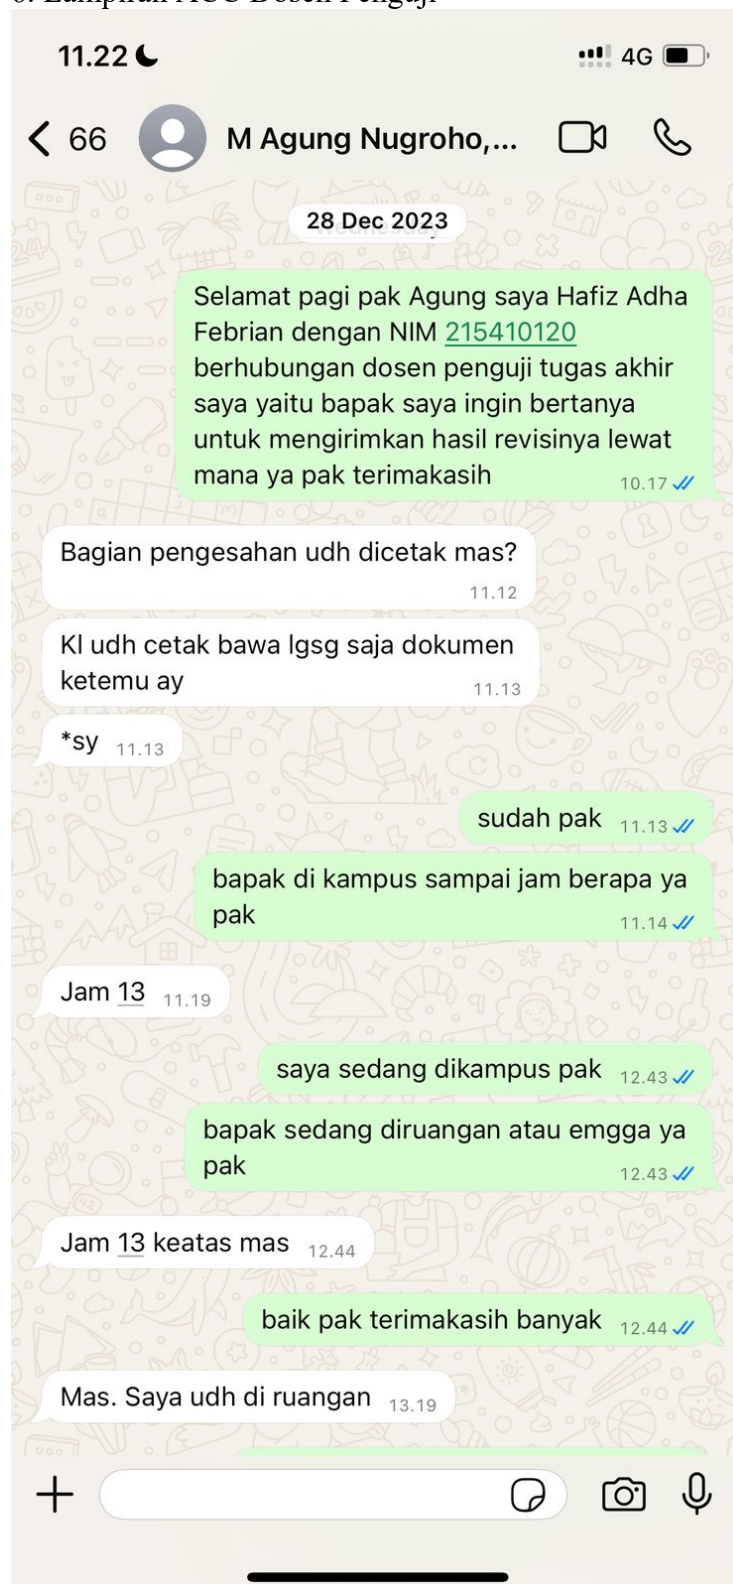 6. Lampiran ACC Dosen Penguji
11.22
4G
66
M Agung Nugroho,...
28 Dec 2023
Selamat pagi pak Agung saya Hafiz Adha
Febrian dengan NIM 215410120
berhubungan dosen penguji tugas akhir
saya yaitu bapak saya ingin bertanya
untuk mengirimkan hasil revisinya lewat
mana ya pak terimakasih
10.17
Bagian pengesahan udh dicetak mas?
11.12
Kl udh cetak bawa lgsg saja dokumen
ketemu ay
11.13
*sy 11.13
sudah pak 11.13
bapak di kampus sampai jam berapa ya
pak
11.14
Jam 13 11.19
saya sedang dikampus pak 12.43
bapak sedang diruangan atau emgga ya
pak
12.43
Jam 13 keatas mas 12.44
baik pak terimakasih banyak 12.44
Mas. Saya udh di ruangan 13.19